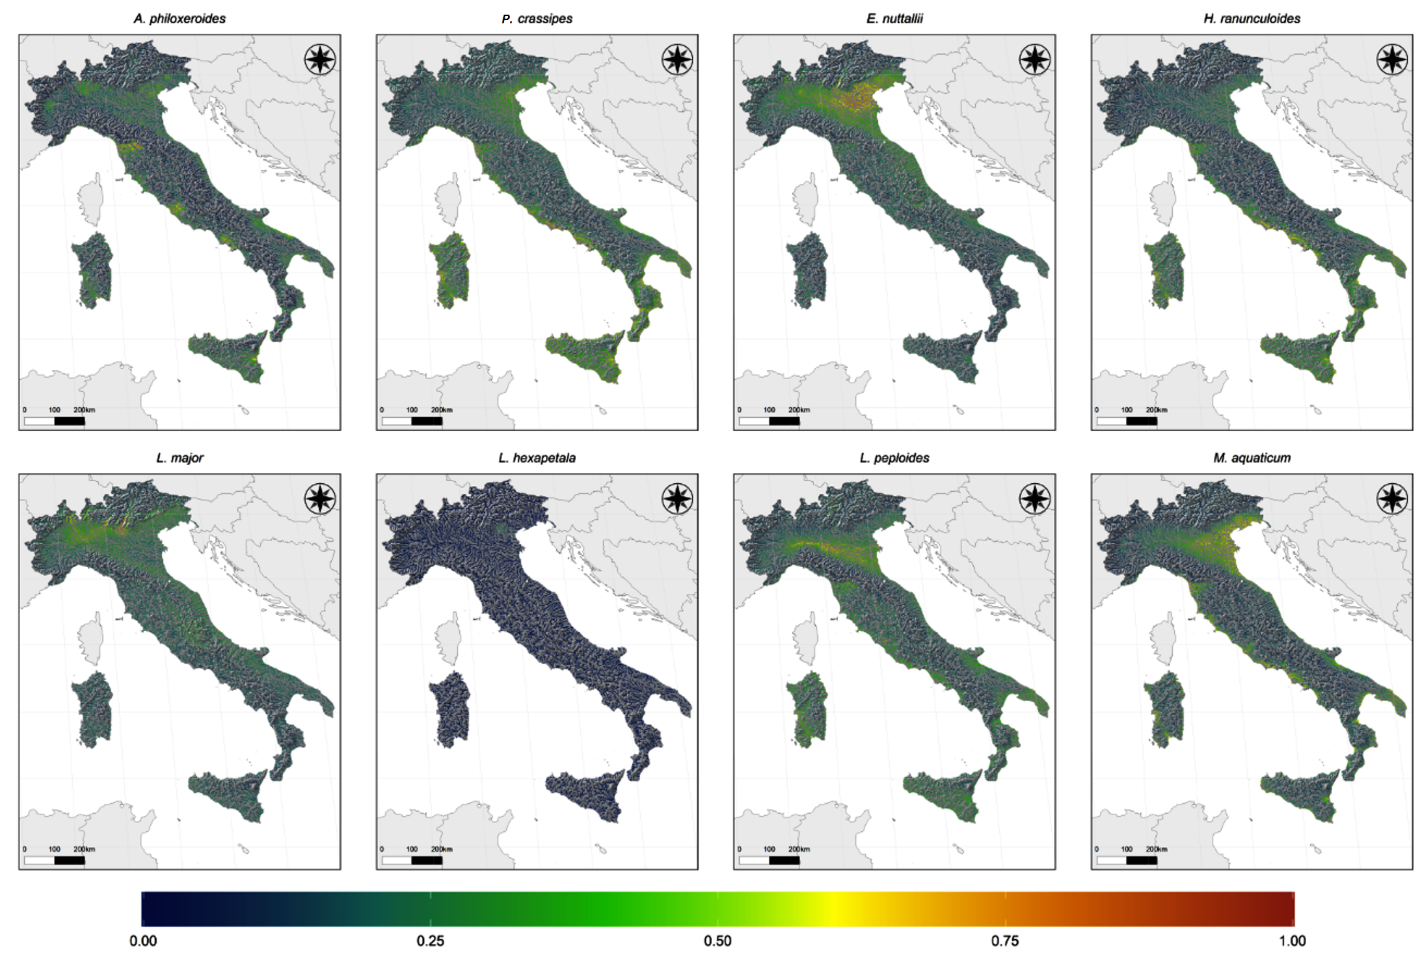 A. philoxeroides P. crassipes E. nuttallii H. ranunculoides
0 100 200km 0 100 200km 0 100 200km 0 100 200km
L. major L. hexapetala L. peploides M. aquaticum
0 100 200km 0 100 200km 0 100 200km 0 100 200km
0.00 0.25 0.50 0.75 1.00